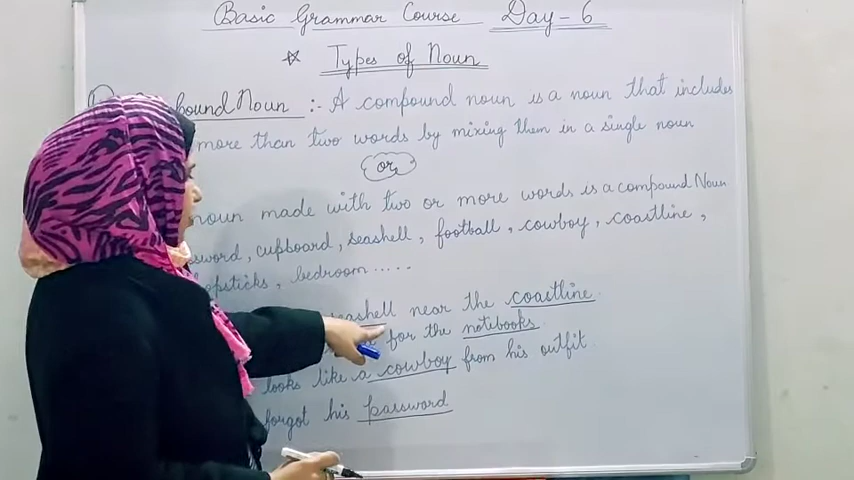 Basic Grammar Course Day-6
☆ Types of Noun
Noun :- A compound noun is a noun that includes
more than two words by mixing them in a single noun
or
noun made with two or more words is a compound Noun
cupboard, seashell, football, cowboy, coastline,
bedroom.....
seashell near the coastline
for the notebooks
looks like a cowboy from his outfit
forgot his password